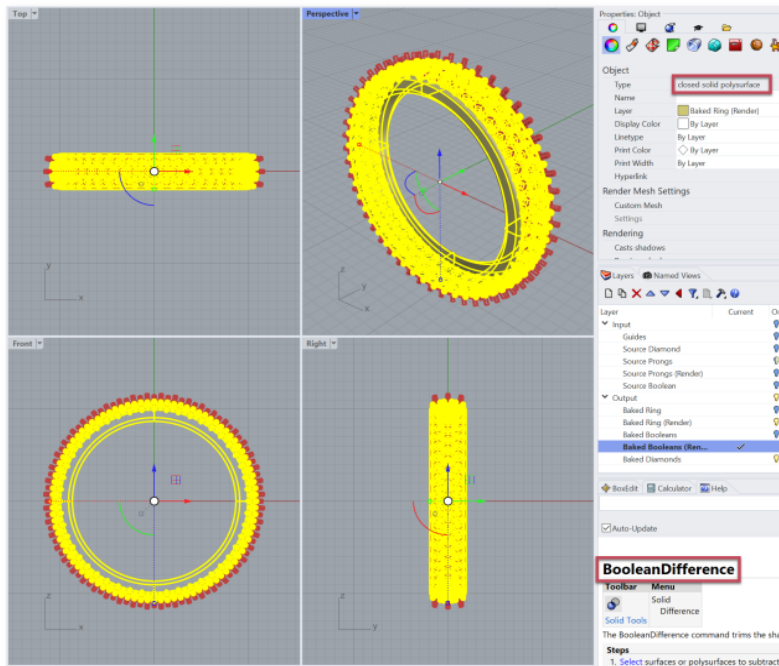 Top
Perspective
Front
Right
y
x
z
y
x
z
x
z
y
Properties: Object
Object
Type closed solid polysurface
Name
Layer Baked Ring (Render)
Display Color By Layer
Linetype By Layer
Print Color By Layer
Print Width By Layer
Hyperlink
Render Mesh Settings
Custom Mesh
Settings
Rendering
Casts shadows
Layers Named Views
Layer Current
Input
Guides
Source Diamond
Source Prongs
Source Prongs (Render)
Source Boolean
Output
Baked Ring
Baked Ring (Render)
Baked Booleans
Baked Booleans (Ren...
Baked Diamonds
BoxEdit Calculator Help
Auto-Update
BooleanDifference
Toolbar Menu
Solid
Difference
Solid Tools
The BooleanDifference command trims the sha
Steps
1. Select surfaces or polysurfaces to subtract